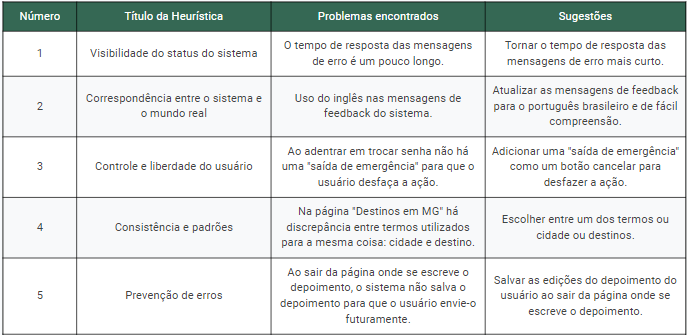 Número Título da Heurística Problemas encontrados Sugestões
1 Visibilidade do status do sistema O tempo de resposta das mensagens de erro é um pouco longo. Tornar o tempo de resposta das mensagens de erro mais curto.
2 Correspondência entre o sistema e o mundo real Uso do inglês nas mensagens de feedback do sistema. Atualizar as mensagens de feedback para o português brasileiro e de fácil compreensão.
3 Controle e liberdade do usuário Ao adentrar em trocar senha não há uma "saída de emergência" para que o usuário desfaça a ação. Adicionar uma "saída de emergência" como um botão cancelar para desfazer a ação.
4 Consistência e padrões Na página "Destinos em MG" há discrepância entre termos utilizados para a mesma coisa: cidade e destino. Escolher entre um dos termos ou cidade ou destinos.
5 Prevenção de erros Ao sair da página onde se escreve o depoimento, o sistema não salva o depoimento para que o usuário envie-o futuramente. Salvar as edições do depoimento do usuário ao sair da página onde se escreve o depoimento.